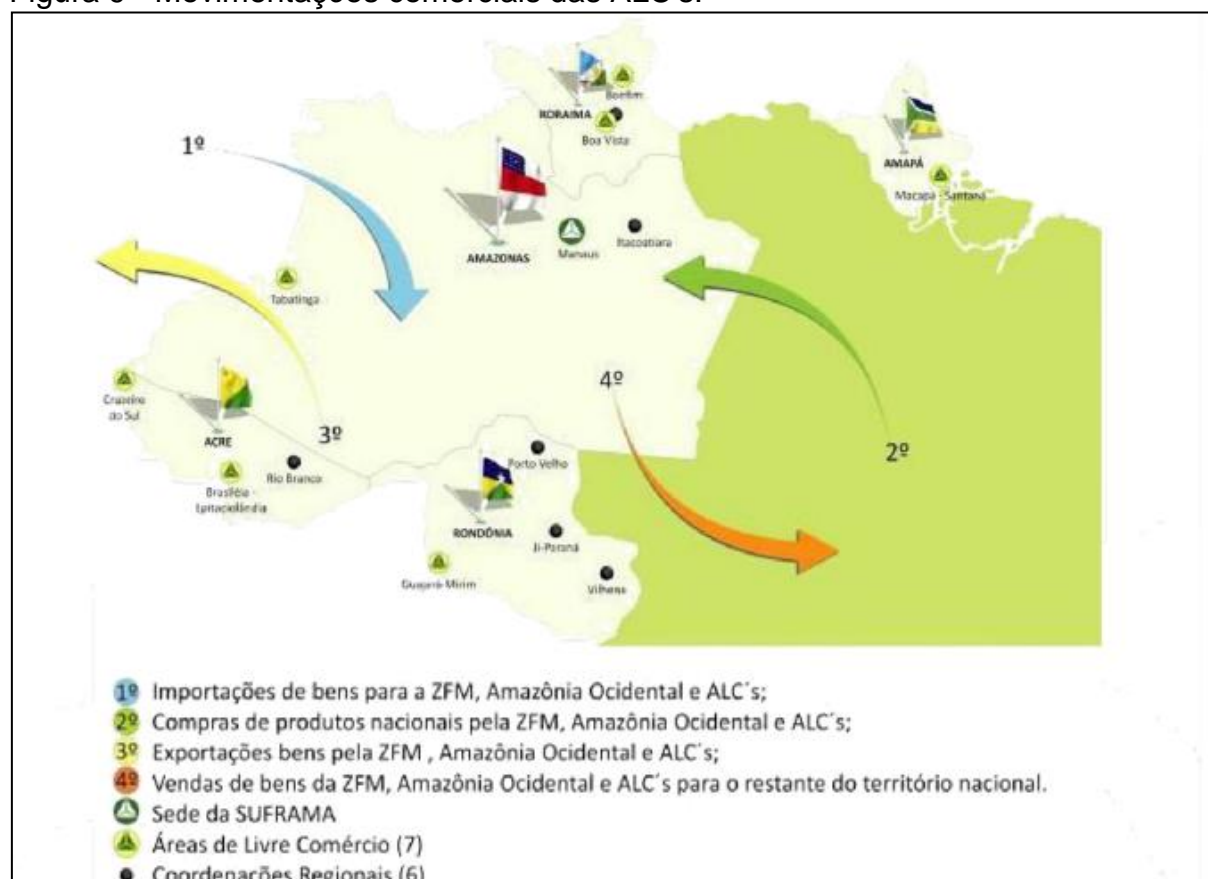 Figura 6 - Movimentações comerciais das ALC's.
Bonfim
RORAIMA
Boa Vista
1º
AMAPÁ
Macapá - Santana
AMAZONAS
Manaus
Itacoatiara
Tabatinga
4º
Cruzeiro
do Sul
3º
ACRE
2º
Rio Branco
Porto Velho
Brasiléia -
Epitaciolândia
RONDÔNIA
Ji-Paraná
Guajará-Mirim
Vilhena
1º Importações de bens para a ZFM, Amazônia Ocidental e ALC´s;
2º Compras de produtos nacionais pela ZFM, Amazônia Ocidental e ALC´s;
3º Exportações bens pela ZFM , Amazônia Ocidental e ALC´s;
4º Vendas de bens da ZFM, Amazônia Ocidental e ALC´s para o restante do território nacional.
Sede da SUFRAMA
Áreas de Livre Comércio (7)
Coordenações Regionais (6)